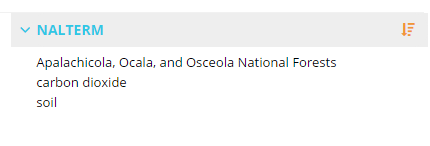 NALTERM
Apalachicola, Ocala, and Osceola National Forests
carbon dioxide
soil